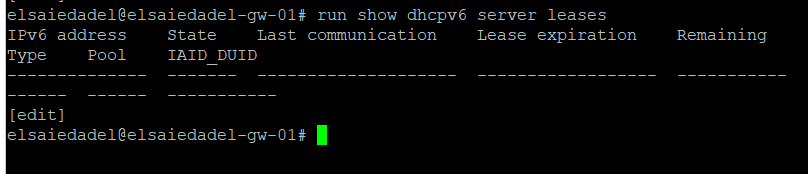 [edit]
elsaiedadel@elsaiedadel-gw-01# run show dhcpv6 server leases
IPv6 address    State    Last communication    Lease expiration    Remaining
Type    Pool    IAID_DUID
--------------  -------  --------------------  ------------------  -----------
------  ------  -----------
[edit]
elsaiedadel@elsaiedadel-gw-01#